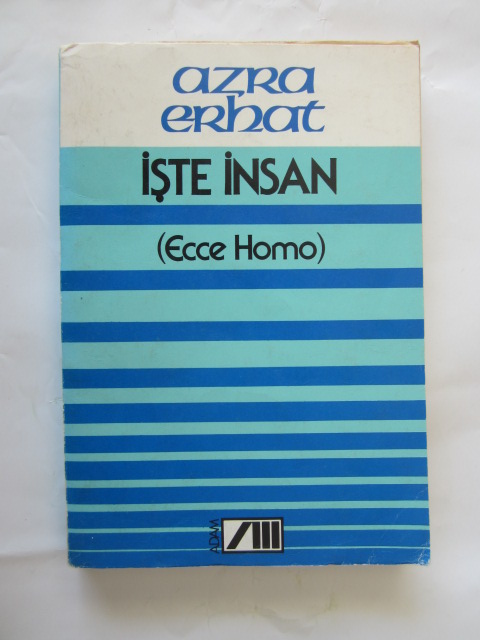 azra
erhat
İŞTE İNSAN
(Ecce Homo)
ADAM